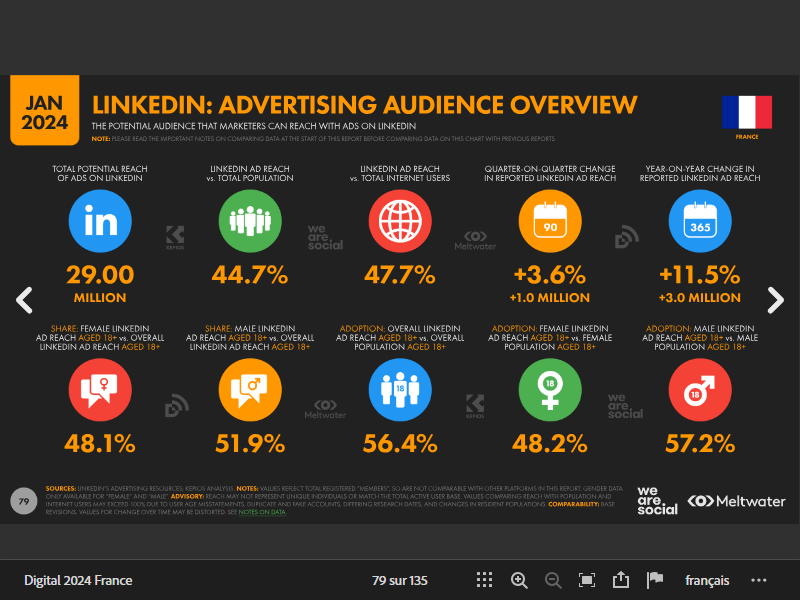 JAN
2024
LINKEDIN: ADVERTISING AUDIENCE OVERVIEW
THE POTENTIAL AUDIENCE THAT MARKETERS CAN REACH WITH ADS ON LINKEDIN
NOTE: PLEASE READ THE IMPORTANT NOTES ON COMPARING DATA AT THE START OF THIS REPORT BEFORE COMPARING DATA ON THIS CHART WITH PREVIOUS REPORTS
FRANCE
TOTAL POTENTIAL REACH
OF ADS ON LINKEDIN
in
29.00
MILLION
LINKEDIN AD REACH
vs. TOTAL POPULATION
44.7%
LINKEDIN AD REACH
vs. TOTAL INTERNET USERS
47.7%
QUARTER-ON-QUARTER CHANGE
IN REPORTED LINKEDIN AD REACH
90
+3.6%
+1.0 MILLION
YEAR-ON-YEAR CHANGE IN
REPORTED LINKEDIN AD REACH
365
+11.5%
+3.0 MILLION
KEPIOS
we
are.
social
Meltwater
SHARE: FEMALE LINKEDIN
AD REACH AGED 18+ vs. OVERALL
LINKEDIN AD REACH AGED 18+
48.1%
SHARE: MALE LINKEDIN
AD REACH AGED 18+ vs. OVERALL
LINKEDIN AD REACH AGED 18+
51.9%
ADOPTION: OVERALL LINKEDIN
AD REACH AGED 18+ vs. OVERALL
POPULATION AGED 18+
18
56.4%
ADOPTION: FEMALE LINKEDIN
AD REACH AGED 18+ vs. FEMALE
POPULATION AGED 18+
18
48.2%
ADOPTION: MALE LINKEDIN
AD REACH AGED 18+ vs. MALE
POPULATION AGED 18+
18
57.2%
Meltwater
KEPIOS
we
are.
social
79
SOURCES: LINKEDIN'S ADVERTISING RESOURCES; KEPIOS ANALYSIS. NOTES: VALUES REFLECT TOTAL REGISTERED "MEMBERS", SO ARE NOT COMPARABLE WITH OTHER PLATFORMS IN THIS REPORT. GENDER DATA
ONLY AVAILABLE FOR "FEMALE" AND "MALE". ADVISORY: REACH MAY NOT REPRESENT UNIQUE INDIVIDUALS OR MATCH THE TOTAL ACTIVE USER BASE. VALUES COMPARING REACH WITH POPULATION AND
INTERNET USERS MAY EXCEED 100% DUE TO USER AGE MISSTATEMENTS, DUPLICATE AND FAKE ACCOUNTS, DIFFERING RESEARCH DATES, AND CHANGES IN RESIDENT POPULATIONS. COMPARABILITY: BASE
REVISIONS. VALUES FOR CHANGE OVER TIME MAY BE DISTORTED. SEE NOTES ON DATA.
we
are.
social
Meltwater
Digital 2024 France
79 sur 135
français